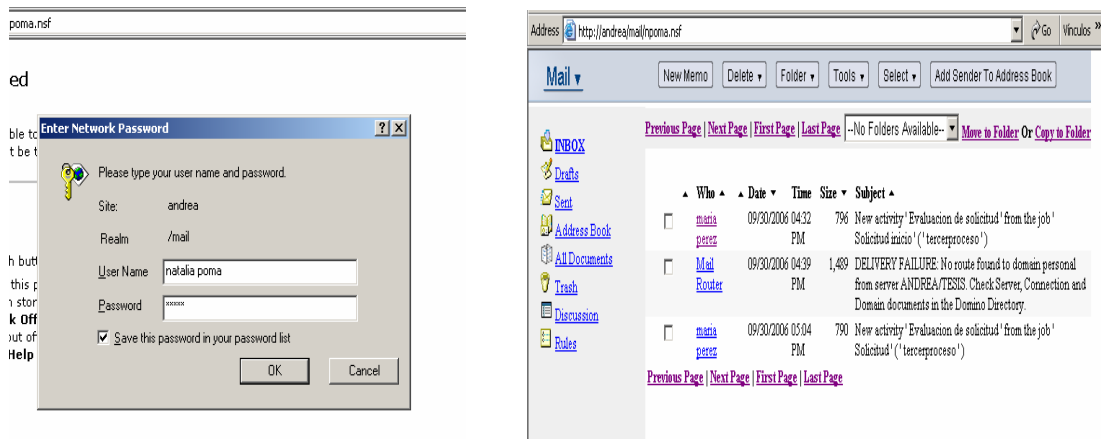 poma.nsf
ed
ble to
t be t
h butt
this p
n stor
k Off
out of
Help
Enter Network Password
Please type your user name and password.
Site: andrea
Realm /mail
User Name natalia poma
Password xxxxx
Save this password in your password list
OK Cancel
Address http://andrea/mail/npoma.nsf Go Vínculos »
Mail
New Memo Delete Folder Tools Select Add Sender To Address Book
Previous Page | Next Page | First Page | Last Page --No Folders Available-- Move to Folder Or Copy to Folder
INBOX
Drafts
Sent
Address Book
All Documents
Trash
Discussion
Rules
Who Date Time Size Subject
maria 09/30/2006 04:32 796 New activity ' Evaluacion de solicitud ' from the job '
perez PM Solicitud inicio ' ( ' tercerproceso ' )
Mail 09/30/2006 04:39 1,489 DELIVERY FAILURE: No route found to domain personal
Router PM from server ANDREA/TESIS. Check Server, Connection and
Domain documents in the Domino Directory.
maria 09/30/2006 05:04 790 New activity ' Evaluacion de solicitud ' from the job '
perez PM Solicitud ' ( ' tercerproceso ' )
Previous Page | Next Page | First Page | Last Page